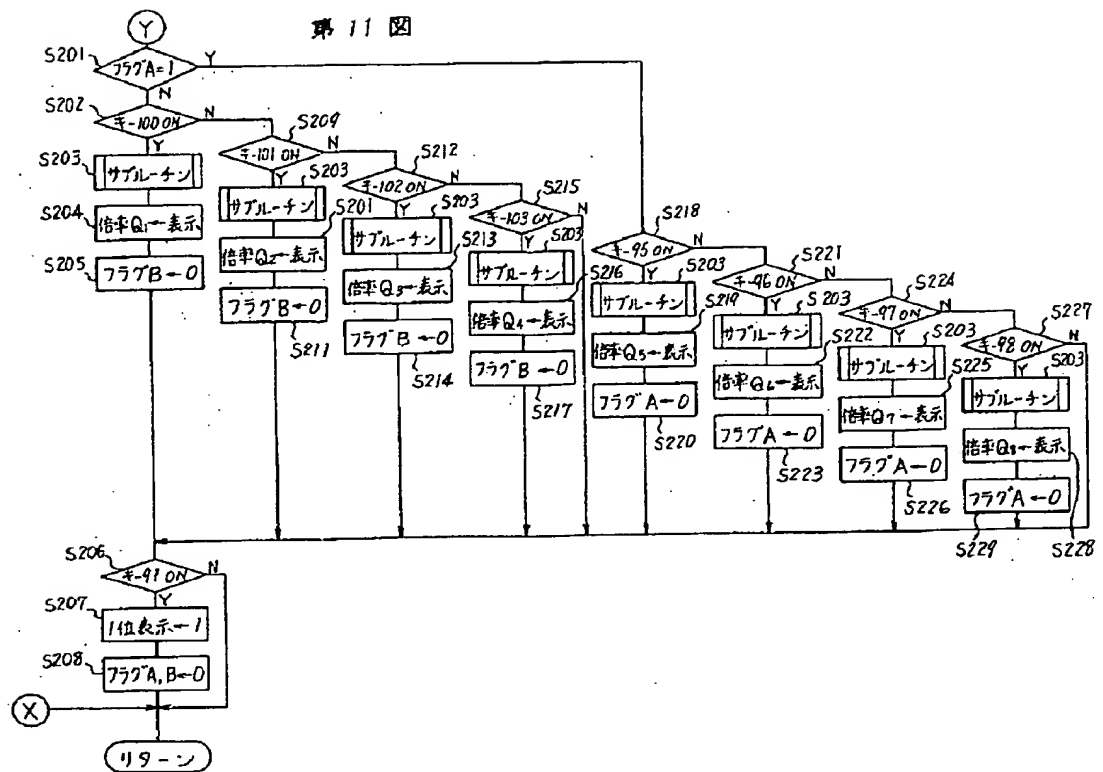 第11図
Y
S201
フラグA=1
Y
N
S202
キー100 ON
N
Y
S203
サブルーチン
S204
倍率Q1←表示
S205
フラグB←0
S209
キー101 ON
N
Y
S203
サブルーチン
S201
倍率Q2←表示
フラグB←0
S211
S212
キー102 ON
N
Y
S203
サブルーチン
S213
倍率Q3←表示
フラグB←0
S214
S215
キー103 ON
N
Y
S203
サブルーチン
S216
倍率Q4←表示
フラグB←0
S217
S218
キー95 ON
N
Y
S203
サブルーチン
S219
倍率Q5←表示
フラグA←0
S220
S221
キー96 ON
N
Y
S203
サブルーチン
S222
倍率Q6←表示
フラグA←0
S223
S224
キー97 ON
N
Y
S203
サブルーチン
S225
倍率Q7←表示
フラグA←0
S226
S227
キー98 ON
N
Y
S203
サブルーチン
倍率Q8←表示
S228
フラグA←0
S229
S206
キー91 ON
N
Y
S207
1位表示←1
S208
フラグA,B←0
X
リターン